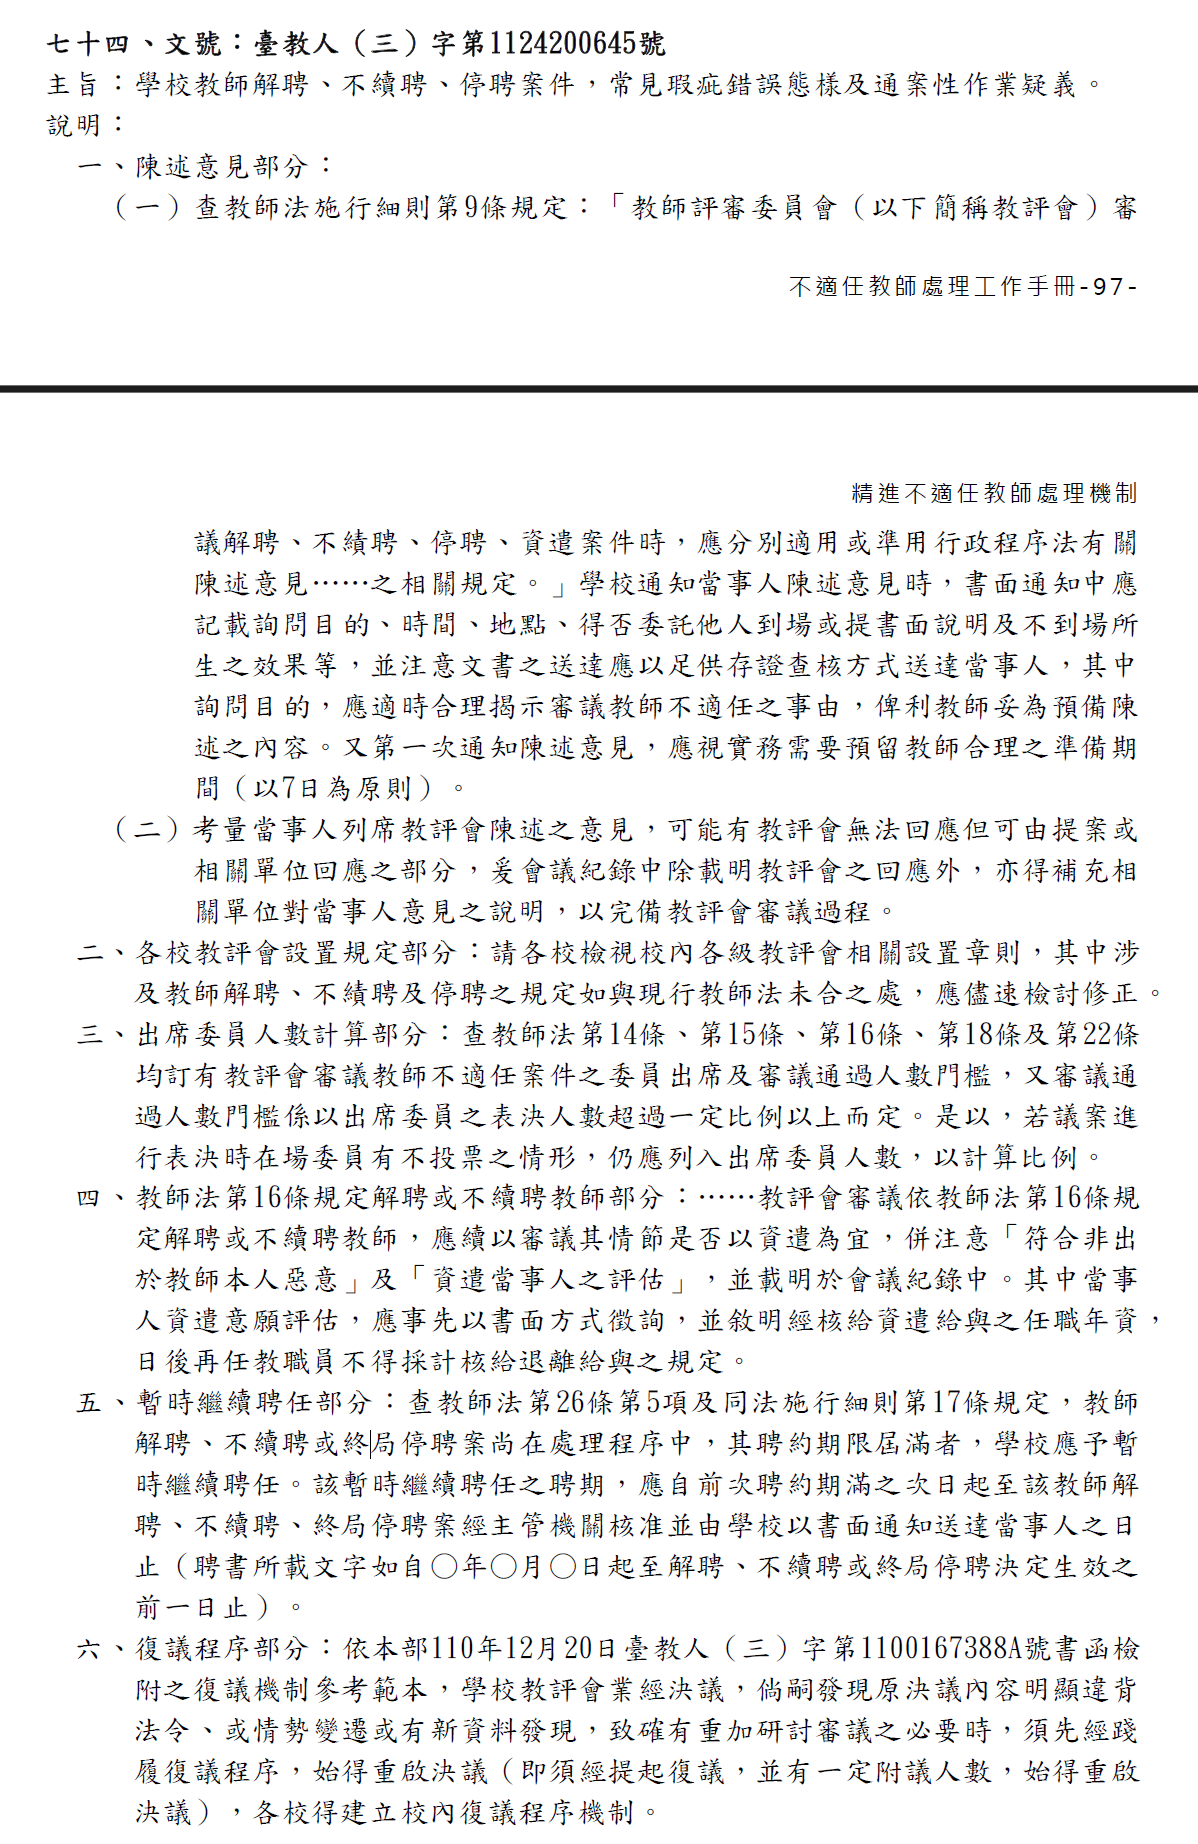 七十四、文號：臺教人（三）字第1124200645號
主旨：學校教師解聘、不續聘、停聘案件，常見瑕疵錯誤態樣及通案性作業疑義。
說明：
一、陳述意見部分：
（一）查教師法施行細則第9條規定：「教師評審委員會（以下簡稱教評會）審
不適任教師處理工作手冊-97-
精進不適任教師處理機制
議解聘、不續聘、停聘、資遣案件時，應分別適用或準用行政程序法有關
陳述意見……之相關規定。」學校通知當事人陳述意見時，書面通知中應
記載詢問目的、時間、地點、得否委託他人到場或提書面說明及不到場所
生之效果等，並注意文書之送達應以足供存證查核方式送達當事人，其中
詢問目的，應適時合理揭示審議教師不適任之事由，俾利教師妥為預備陳
述之內容。又第一次通知陳述意見，應視實務需要預留教師合理之準備期
間（以7日為原則）。
（二）考量當事人列席教評會陳述之意見，可能有教評會無法回應但可由提案或
相關單位回應之部分，爰會議紀錄中除載明教評會之回應外，亦得補充相
關單位對當事人意見之說明，以完備教評會審議過程。
二、各校教評會設置規定部分：請各校檢視校內各級教評會相關設置章則，其中涉
及教師解聘、不續聘及停聘之規定如與現行教師法未合之處，應儘速檢討修正。
三、出席委員人數計算部分：查教師法第14條、第15條、第16條、第18條及第22條
均訂有教評會審議教師不適任案件之委員出席及審議通過人數門檻，又審議通
過人數門檻係以出席委員之表決人數超過一定比例以上而定。是以，若議案進
行表決時在場委員有不投票之情形，仍應列入出席委員人數，以計算比例。
四、教師法第16條規定解聘或不續聘教師部分：……教評會審議依教師法第16條規
定解聘或不續聘教師，應續以審議其情節是否以資遣為宜，併注意「符合非出
於教師本人惡意」及「資遣當事人之評估」，並載明於會議紀錄中。其中當事
人資遣意願評估，應事先以書面方式徵詢，並敘明經核給資遣給與之任職年資，
日後再任教職員不得採計核給退離給與之規定。
五、暫時繼續聘任部分：查教師法第26條第5項及同法施行細則第17條規定，教師
解聘、不續聘或終局停聘案尚在處理程序中，其聘約期限屆滿者，學校應予暫
時繼續聘任。該暫時繼續聘任之聘期，應自前次聘約期滿之次日起至該教師解
聘、不續聘、終局停聘案經主管機關核准並由學校以書面通知送達當事人之日
止（聘書所載文字如自〇年〇月〇日起至解聘、不續聘或終局停聘決定生效之
前一日止）。
六、復議程序部分：依本部110年12月20日臺教人（三）字第1100167388A號書函檢
附之復議機制參考範本，學校教評會業經決議，倘嗣發現原決議內容明顯違背
法令、或情勢變遷或有新資料發現，致確有重加研討審議之必要時，須先經踐
履復議程序，始得重啟決議（即須經提起復議，並有一定附議人數，始得重啟
決議），各校得建立校內復議程序機制。